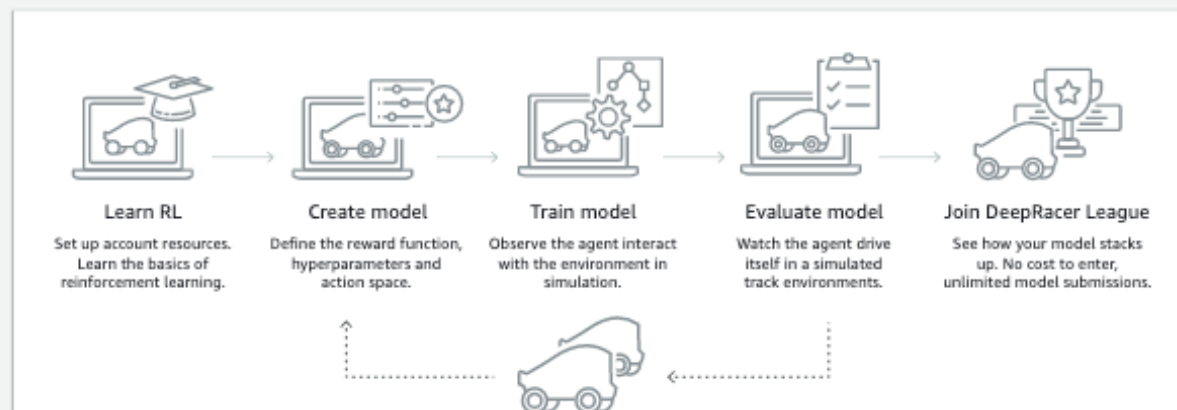 Learn RL
Set up account resources.
Learn the basics of
reinforcement learning.
Create model
Define the reward function,
hyperparameters and
action space.
Train model
Observe the agent interact
with the environment in
simulation.
Evaluate model
Watch the agent drive
itself in a simulated
track environments.
Join DeepRacer League
See how your model stacks
up. No cost to enter,
unlimited model submissions.